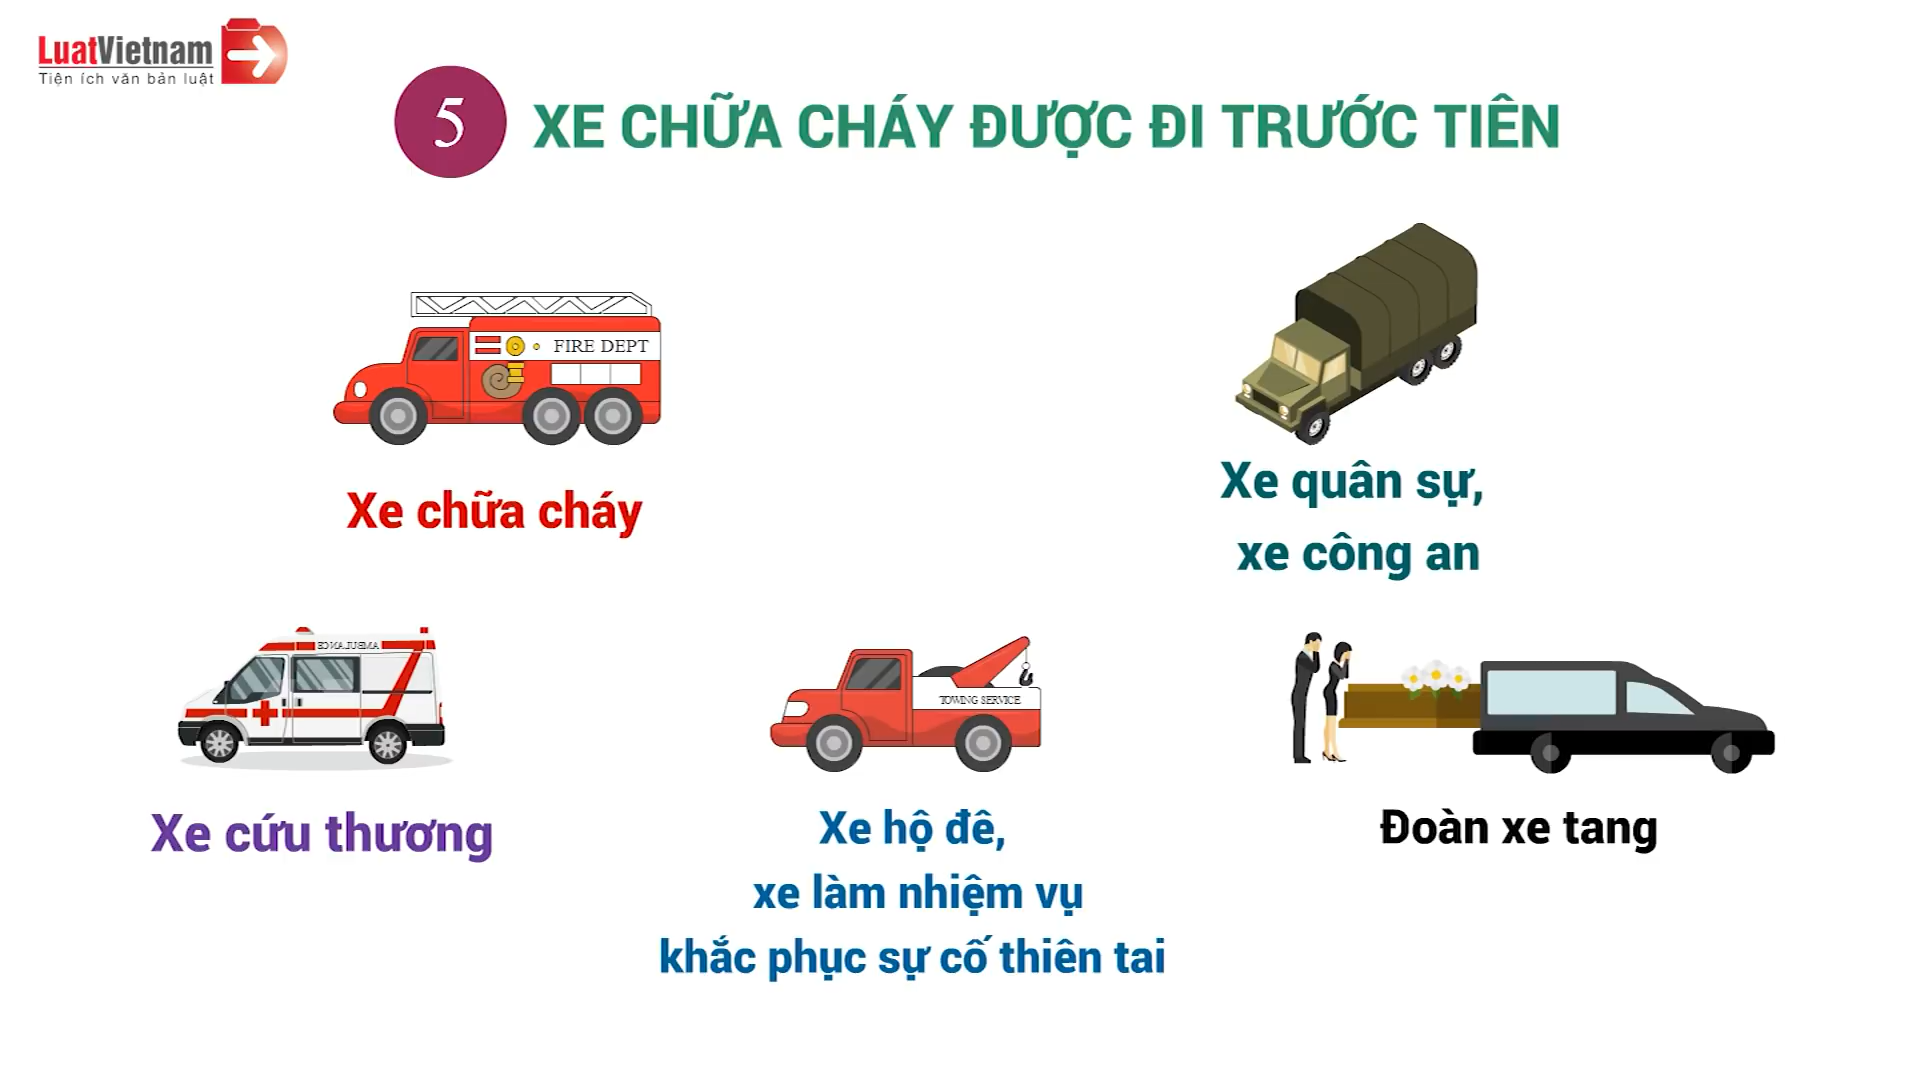 LuatVietnam
Tiện ích văn bản luật
5 XE CHỮA CHÁY ĐƯỢC ĐI TRƯỚC TIÊN
FIRE DEPT
Xe chữa cháy
Xe quân sự,
xe công an
AMBULANCE
Xe cứu thương
TOWING SERVICE
Xe hộ đê,
xe làm nhiệm vụ
khắc phục sự cố thiên tai
Đoàn xe tang